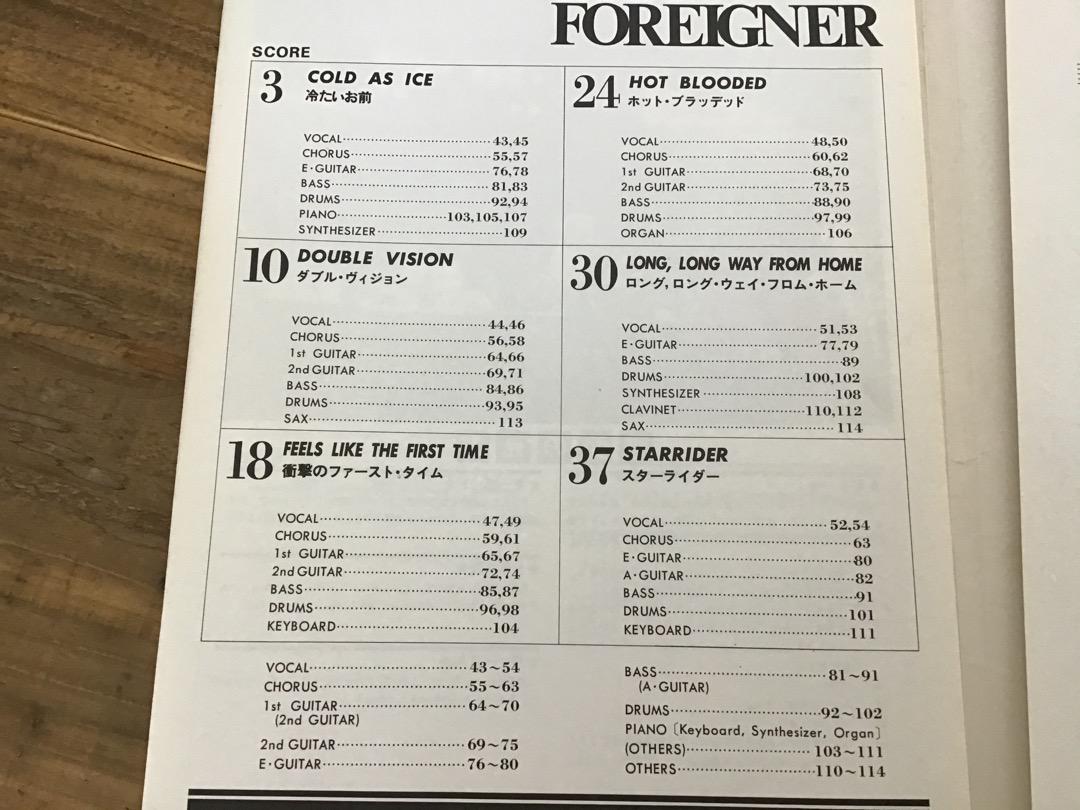 FOREIGNER
SCORE
3 COLD AS ICE
冷たいお前
VOCAL 43,45
CHORUS 55,57
E·GUITAR 76,78
BASS 81,83
DRUMS 92,94
PIANO 103,105,107
SYNTHESIZER 109
24 HOT BLOODED
ホット・ブラッデッド
VOCAL 48,50
CHORUS 60,62
1st GUITAR 68,70
2nd GUITAR 73,75
BASS 88,90
DRUMS 97,99
ORGAN 106
10 DOUBLE VISION
ダブル・ヴィジョン
VOCAL 44,46
CHORUS 56,58
1st GUITAR 64,66
2nd GUITAR 69,71
BASS 84,86
DRUMS 93,95
SAX 113
30 LONG, LONG WAY FROM HOME
ロング,ロング・ウェイ・フロム・ホーム
VOCAL 51,53
E·GUITAR 77,79
BASS 89
DRUMS 100,102
SYNTHESIZER 108
CLAVINET 110,112
SAX 114
18 FEELS LIKE THE FIRST TIME
衝撃のファースト・タイム
VOCAL 47,49
CHORUS 59,61
1st GUITAR 65,67
2nd GUITAR 72,74
BASS 85,87
DRUMS 96,98
KEYBOARD 104
37 STARRIDER
スターライダー
VOCAL 52,54
CHORUS 63
E·GUITAR 80
A·GUITAR 82
BASS 91
DRUMS 101
KEYBOARD 111
VOCAL 43~54
CHORUS 55~63
1st GUITAR 64~70
(2nd GUITAR)
2nd GUITAR 69~75
E·GUITAR 76~80
BASS 81~91
(A·GUITAR)
DRUMS 92~102
PIANO〔Keyboard, Synthesizer, Organ〕
(OTHERS) 103~111
OTHERS 110~114